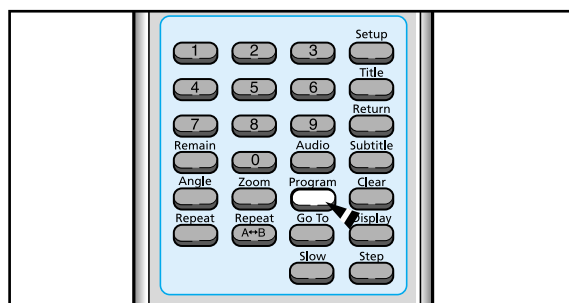 Setup
1 2 3
Title
4 5 6
Return
7 8 9
Remain Audio Subtitle
0
Angle Zoom Program Clear
Repeat Repeat Go To Display
A↔B
Slow Step